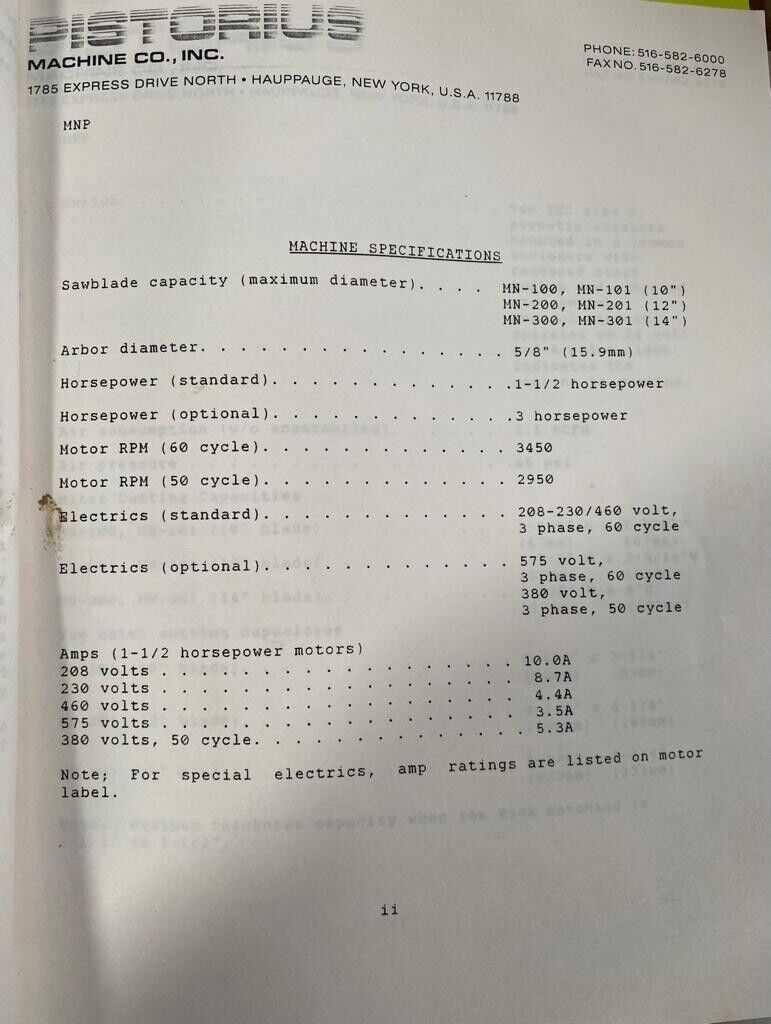 PISTORIUS
MACHINE CO., INC.
1785 EXPRESS DRIVE NORTH • HAUPPAUGE, NEW YORK, U.S.A. 11788
PHONE: 516-582-6000
FAX NO. 516-582-6278
MNP
MACHINE SPECIFICATIONS
Sawblade capacity (maximum diameter). . . . MN-100, MN-101 (10")
MN-200, MN-201 (12")
MN-300, MN-301 (14")
Arbor diameter. . . . . . . . . . . . . . . . 5/8" (15.9mm)
Horsepower (standard). . . . . . . . . . . . .1-1/2 horsepower
Horsepower (optional). . . . . . . . . . . . .3 horsepower
Motor RPM (60 cycle). . . . . . . . . . . . . 3450
Motor RPM (50 cycle). . . . . . . . . . . . . 2950
Electrics (standard). . . . . . . . . . . . . 208-230/460 volt,
3 phase, 60 cycle
Electrics (optional). . . . . . . . . . . . . 575 volt,
3 phase, 60 cycle
380 volt,
3 phase, 50 cycle
Amps (1-1/2 horsepower motors)
208 volts . . . . . . . . . . . . . . . . . . 10.0A
230 volts . . . . . . . . . . . . . . . . . . 8.7A
460 volts . . . . . . . . . . . . . . . . . . 4.4A
575 volts . . . . . . . . . . . . . . . . . . 3.5A
380 volts, 50 cycle. . . . . . . . . . . . . 5.3A
Note; For special electrics, amp ratings are listed on motor
label.
ii